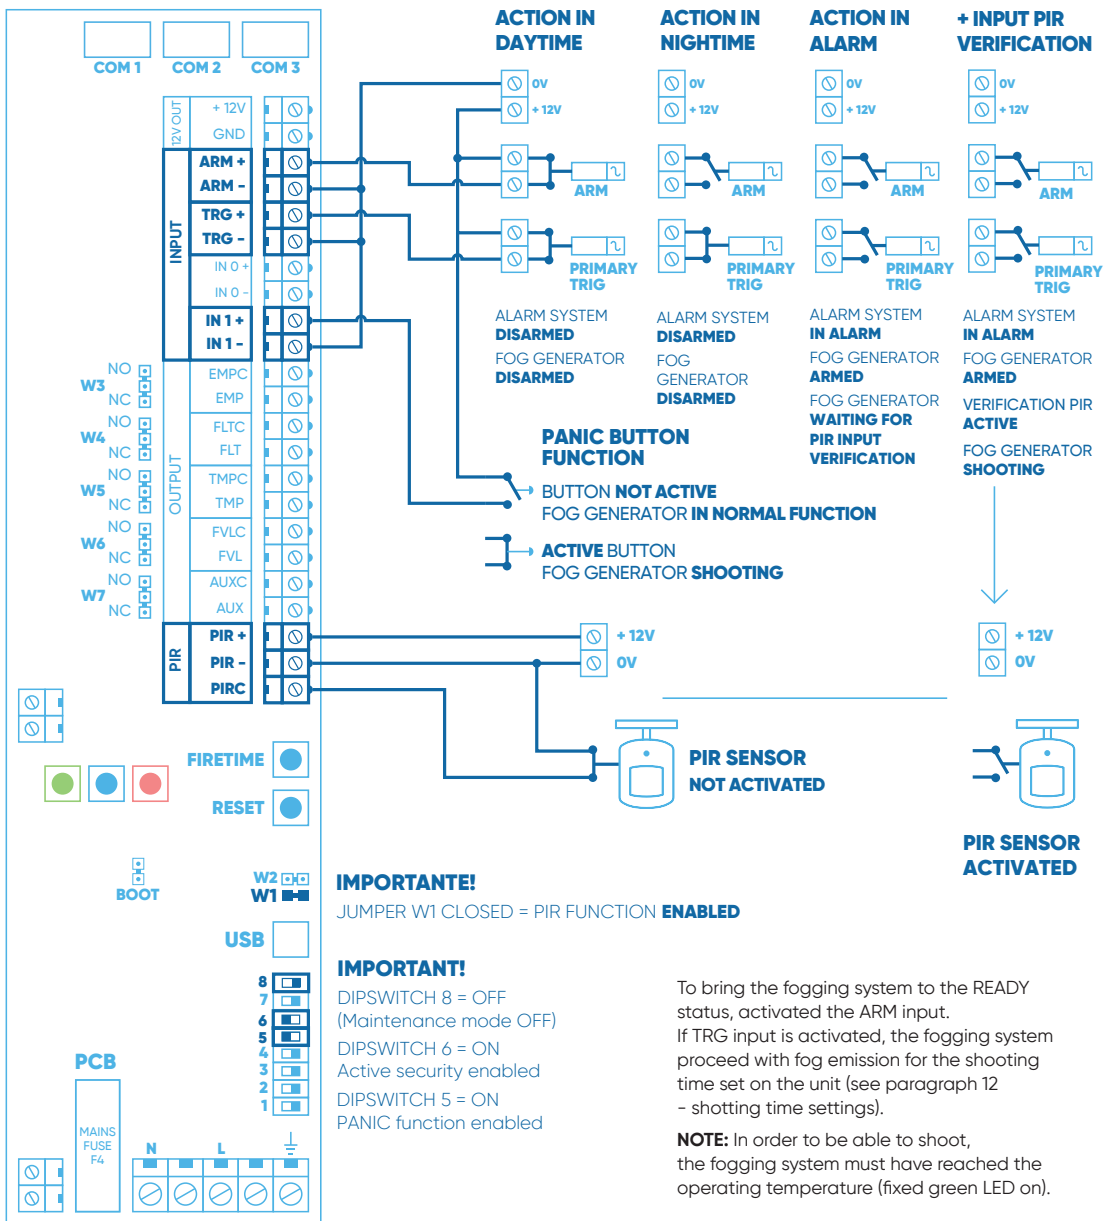 ACTION IN
DAYTIME
ACTION IN
NIGHTIME
ACTION IN
ALARM
+ INPUT PIR
VERIFICATION
COM 1
COM 2
COM 3
0V
+ 12V
0V
+ 12V
0V
+ 12V
0V
+ 12V
12V OUT
+ 12V
GND
INPUT
ARM +
ARM -
TRG +
TRG -
IN 0 +
IN 0 -
IN 1 +
IN 1 -
ARM
ARM
ARM
ARM
PRIMARY
TRIG
PRIMARY
TRIG
PRIMARY
TRIG
PRIMARY
TRIG
ALARM SYSTEM
DISARMED
FOG GENERATOR
DISARMED
ALARM SYSTEM
DISARMED
FOG
GENERATOR
DISARMED
ALARM SYSTEM
IN ALARM
FOG GENERATOR
ARMED
FOG GENERATOR
WAITING FOR
PIR INPUT
VERIFICATION
ALARM SYSTEM
IN ALARM
FOG GENERATOR
ARMED
VERIFICATION PIR
ACTIVE
FOG GENERATOR
SHOOTING
OUTPUT
EMPC
EMP
FLTC
FLT
TMPC
TMP
FVLC
FVL
AUXC
AUX
NO
W3
NC
NO
W4
NC
NO
W5
NC
NO
W6
NC
NO
W7
NC
PANIC BUTTON
FUNCTION
BUTTON NOT ACTIVE
FOG GENERATOR IN NORMAL FUNCTION
ACTIVE BUTTON
FOG GENERATOR SHOOTING
PIR
PIR +
PIR -
PIRC
+ 12V
0V
+ 12V
0V
PIR SENSOR
NOT ACTIVATED
PIR SENSOR
ACTIVATED
FIRETIME
RESET
BOOT
W2
W1
IMPORTANTE!
JUMPER W1 CLOSED = PIR FUNCTION ENABLED
USB
8
7
6
5
4
3
2
1
IMPORTANT!
DIPSWITCH 8 = OFF
(Maintenance mode OFF)
DIPSWITCH 6 = ON
Active security enabled
DIPSWITCH 5 = ON
PANIC function enabled
PCB
MAINS
FUSE
F4
N
L
To bring the fogging system to the READY
status, activated the ARM input.
If TRG input is activated, the fogging system
proceed with fog emission for the shooting
time set on the unit (see paragraph 12
- shotting time settings).
NOTE: In order to be able to shoot,
the fogging system must have reached the
operating temperature (fixed green LED on).